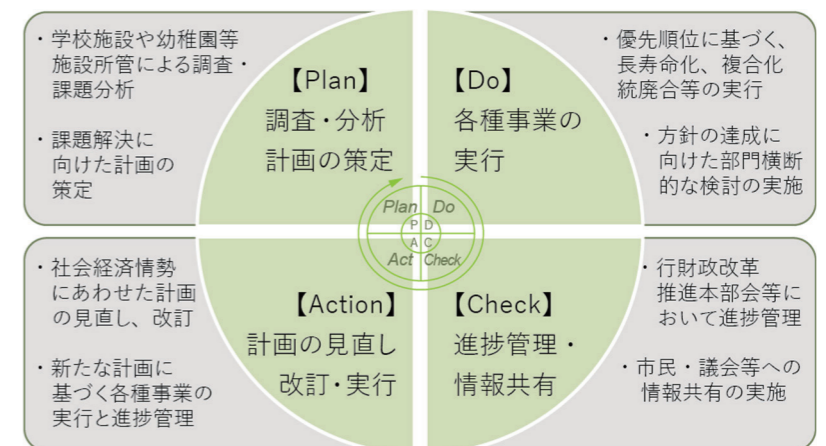 ・学校施設や幼稚園等
施設所管による調査・
課題分析
・課題解決に
向けた計画の
策定
【Plan】
調査・分析
計画の策定
【Do】
各種事業の
実行
・優先順位に基づく、
長寿命化、複合化
統廃合等の実行
・方針の達成に
向けた部門横断
的な検討の実施
Plan Do
P D
A C
Act Check
・社会経済情勢
にあわせた計画
の見直し、改訂
・新たな計画に
基づく各種事業の
実行と進捗管理
【Action】
計画の見直し
改訂・実行
【Check】
進捗管理・
情報共有
・行財政改革
推進本部会等に
おいて進捗管理
・市民・議会等への
情報共有の実施